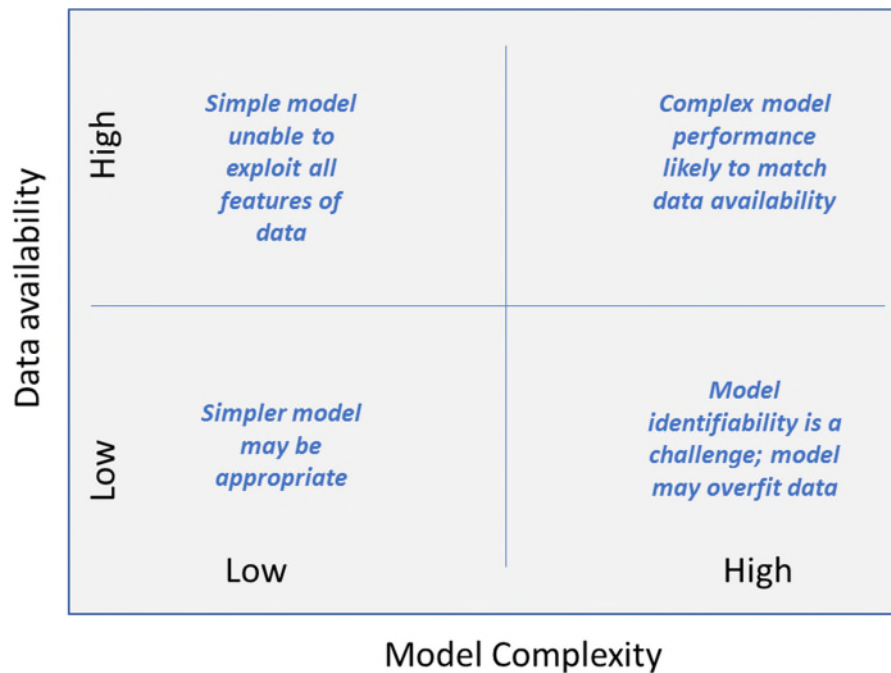 Data availability
High
Simple model
unable to
exploit all
features of
data
Complex model
performance
likely to match
data availability
Low
Simpler model
may be
appropriate
Model
identifiability is a
challenge; model
may overfit data
Low
High
Model Complexity